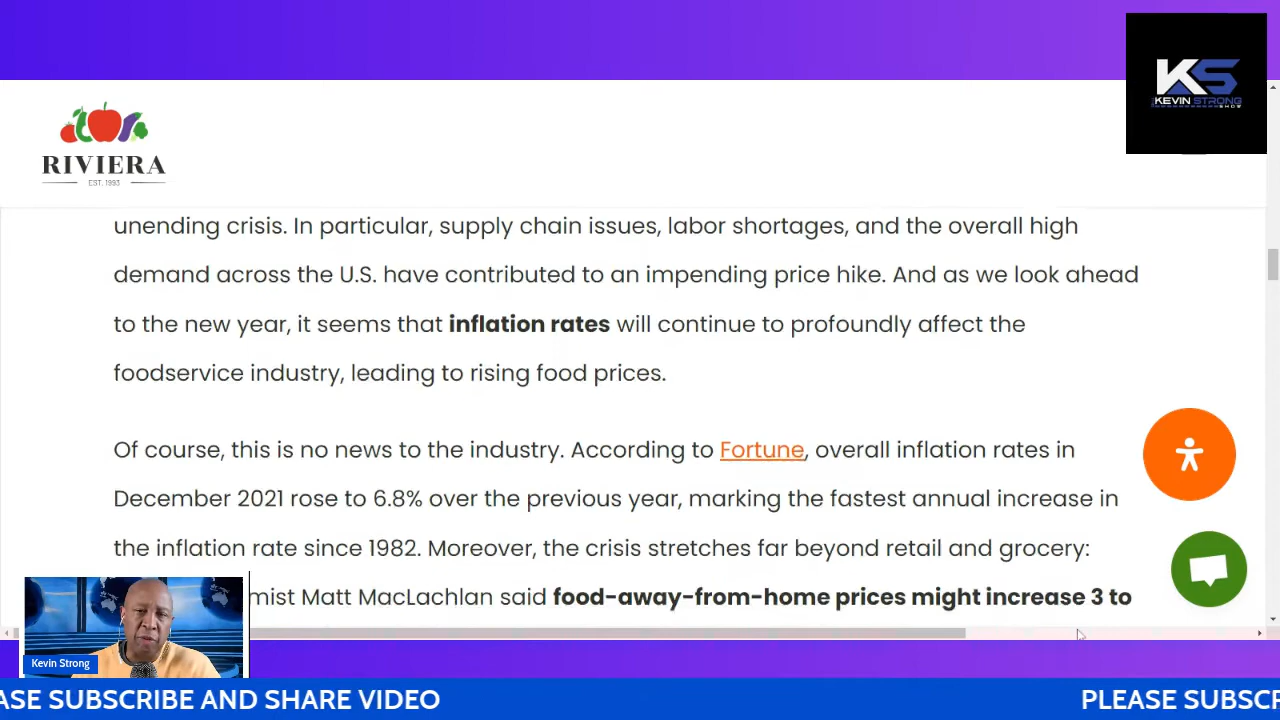 KS
KEVIN STRONG
SHOW
RIVIERA
EST. 1993
unending crisis. In particular, supply chain issues, labor shortages, and the overall high
demand across the U.S. have contributed to an impending price hike. And as we look ahead
to the new year, it seems that inflation rates will continue to profoundly affect the
foodservice industry, leading to rising food prices.
Of course, this is no news to the industry. According to Fortune, overall inflation rates in
December 2021 rose to 6.8% over the previous year, marking the fastest annual increase in
the inflation rate since 1982. Moreover, the crisis stretches far beyond retail and grocery:
mist Matt MacLachlan said food-away-from-home prices might increase 3 to
Kevin Strong
ASE SUBSCRIBE AND SHARE VIDEO PLEASE SUBSC